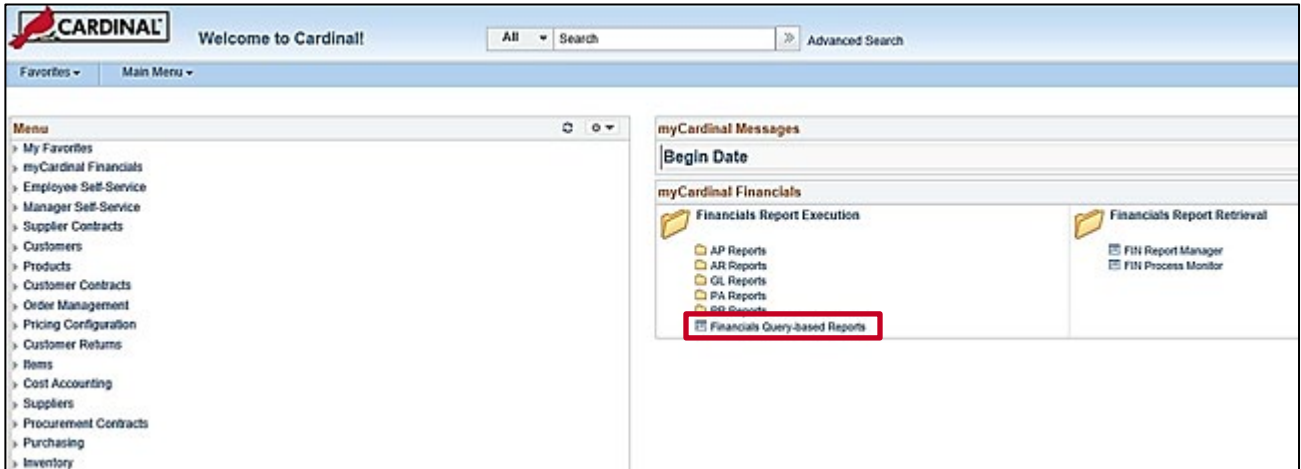 CARDINAL
Welcome to Cardinal!
All Search
Advanced Search
Favorites
Main Menu
Menu
My Favorites
myCardinal Financials
Employee Self-Service
Manager Self-Service
Supplier Contracts
Customers
Products
Customer Contracts
Order Management
Pricing Configuration
Customer Returns
Items
Cost Accounting
Suppliers
Procurement Contracts
Purchasing
Inventory
myCardinal Messages
Begin Date
myCardinal Financials
Financials Report Execution
AP Reports
AR Reports
GL Reports
PA Reports
PR Reports
Financials Query-based Reports
Financials Report Retrieval
FIN Report Manager
FIN Process Monitor